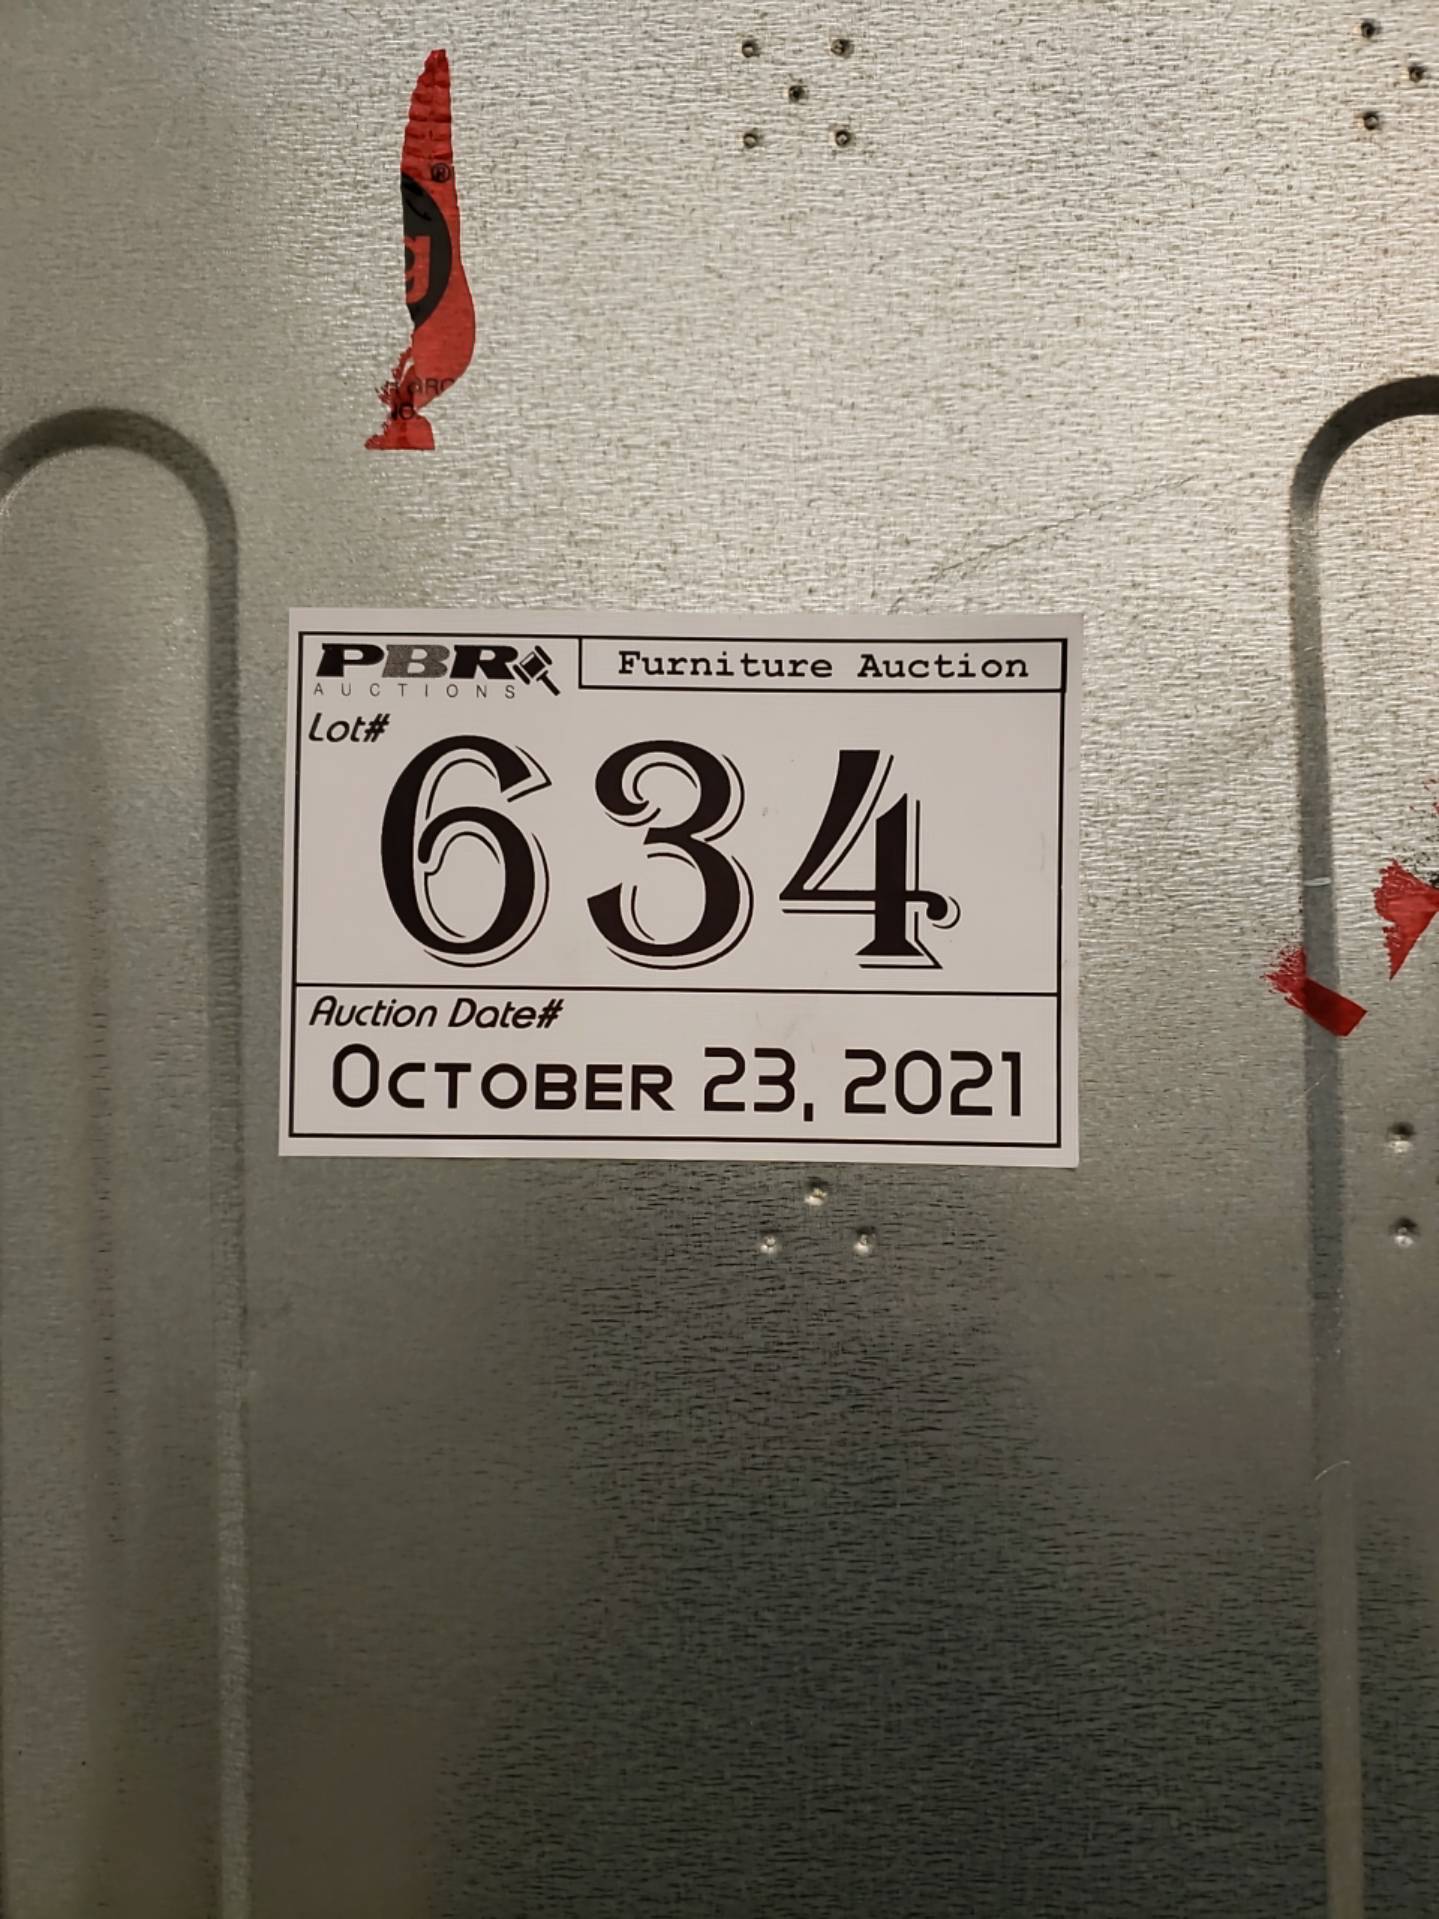 ®
g
PBR
AUCTIONS
Furniture Auction
Lot#
634
Auction Date#
October 23, 2021